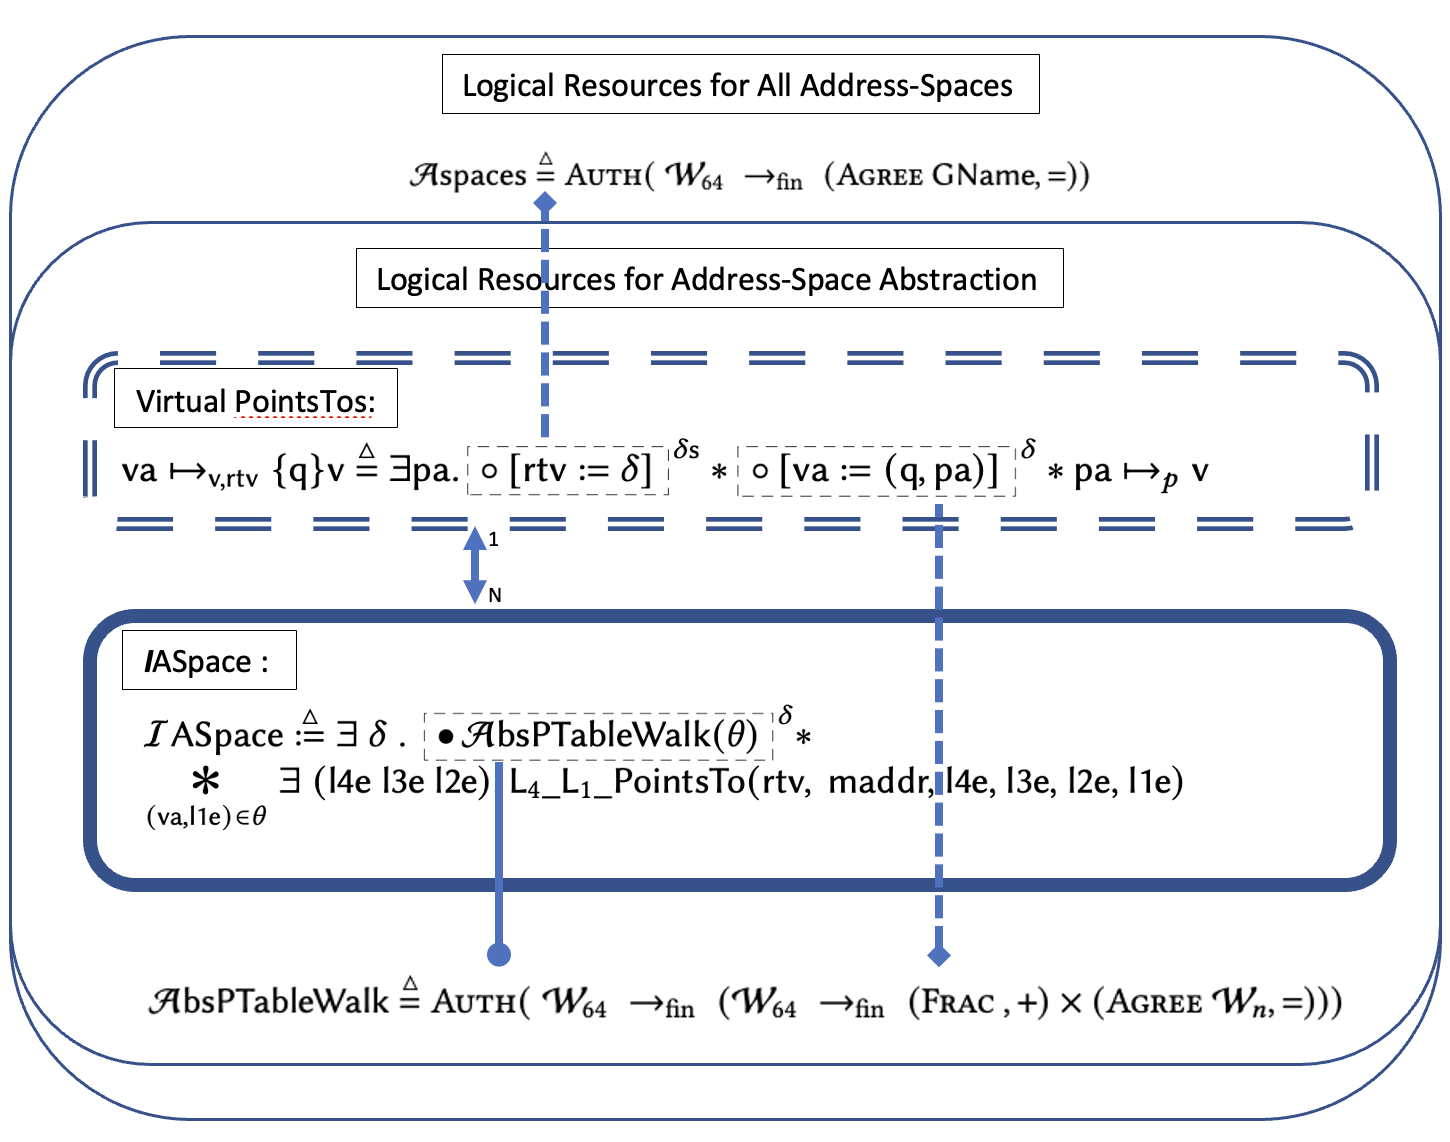 Logical Resources for All Address-Spaces
𝒜spaces ≜ AUTH( 𝒲₆₄ →fin (AGREE GName, =))
Logical Resources for Address-Space Abstraction
Virtual PointsTos:
va ↦v,rtv {q}v ≜ ∃pa. ∘ [rtv := δ] δs ∗ ∘ [va := (q, pa)] δ ∗ pa ↦p v
1
N
IASpace :
ℐASpace :≜ ∃ δ . • 𝒜bsPTableWalk(θ) δ ∗
∗ ∃ (l4e l3e l2e) L₄_L₁_PointsTo(rtv, maddr, l4e, l3e, l2e, l1e)
(va,l1e)∈θ
𝒜bsPTableWalk ≜ AUTH( 𝒲₆₄ →fin (𝒲₆₄ →fin (FRAC , +) × (AGREE 𝒲n, =)))